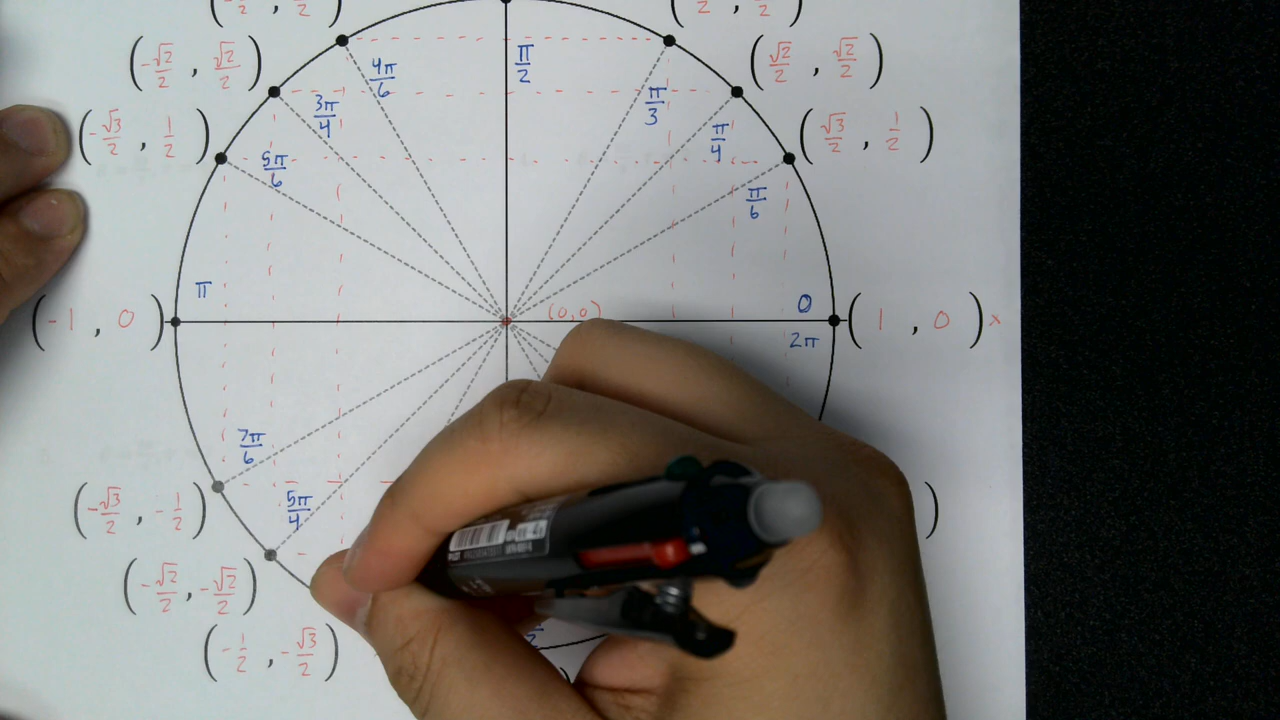 (-√2/2 , √2/2)
(√2/2 , √2/2)
π/2
4π/6
π/3
3π/4
π/4
(-√3/2 , 1/2)
(√3/2 , 1/2)
5π/6
π/6
π
0
(0,0)
(-1 , 0)
(1 , 0) x
2π
7π/6
5π/4
(-√3/2 , -1/2)
)
(-√2/2 , -√2/2)
(-1/2 , -√3/2)